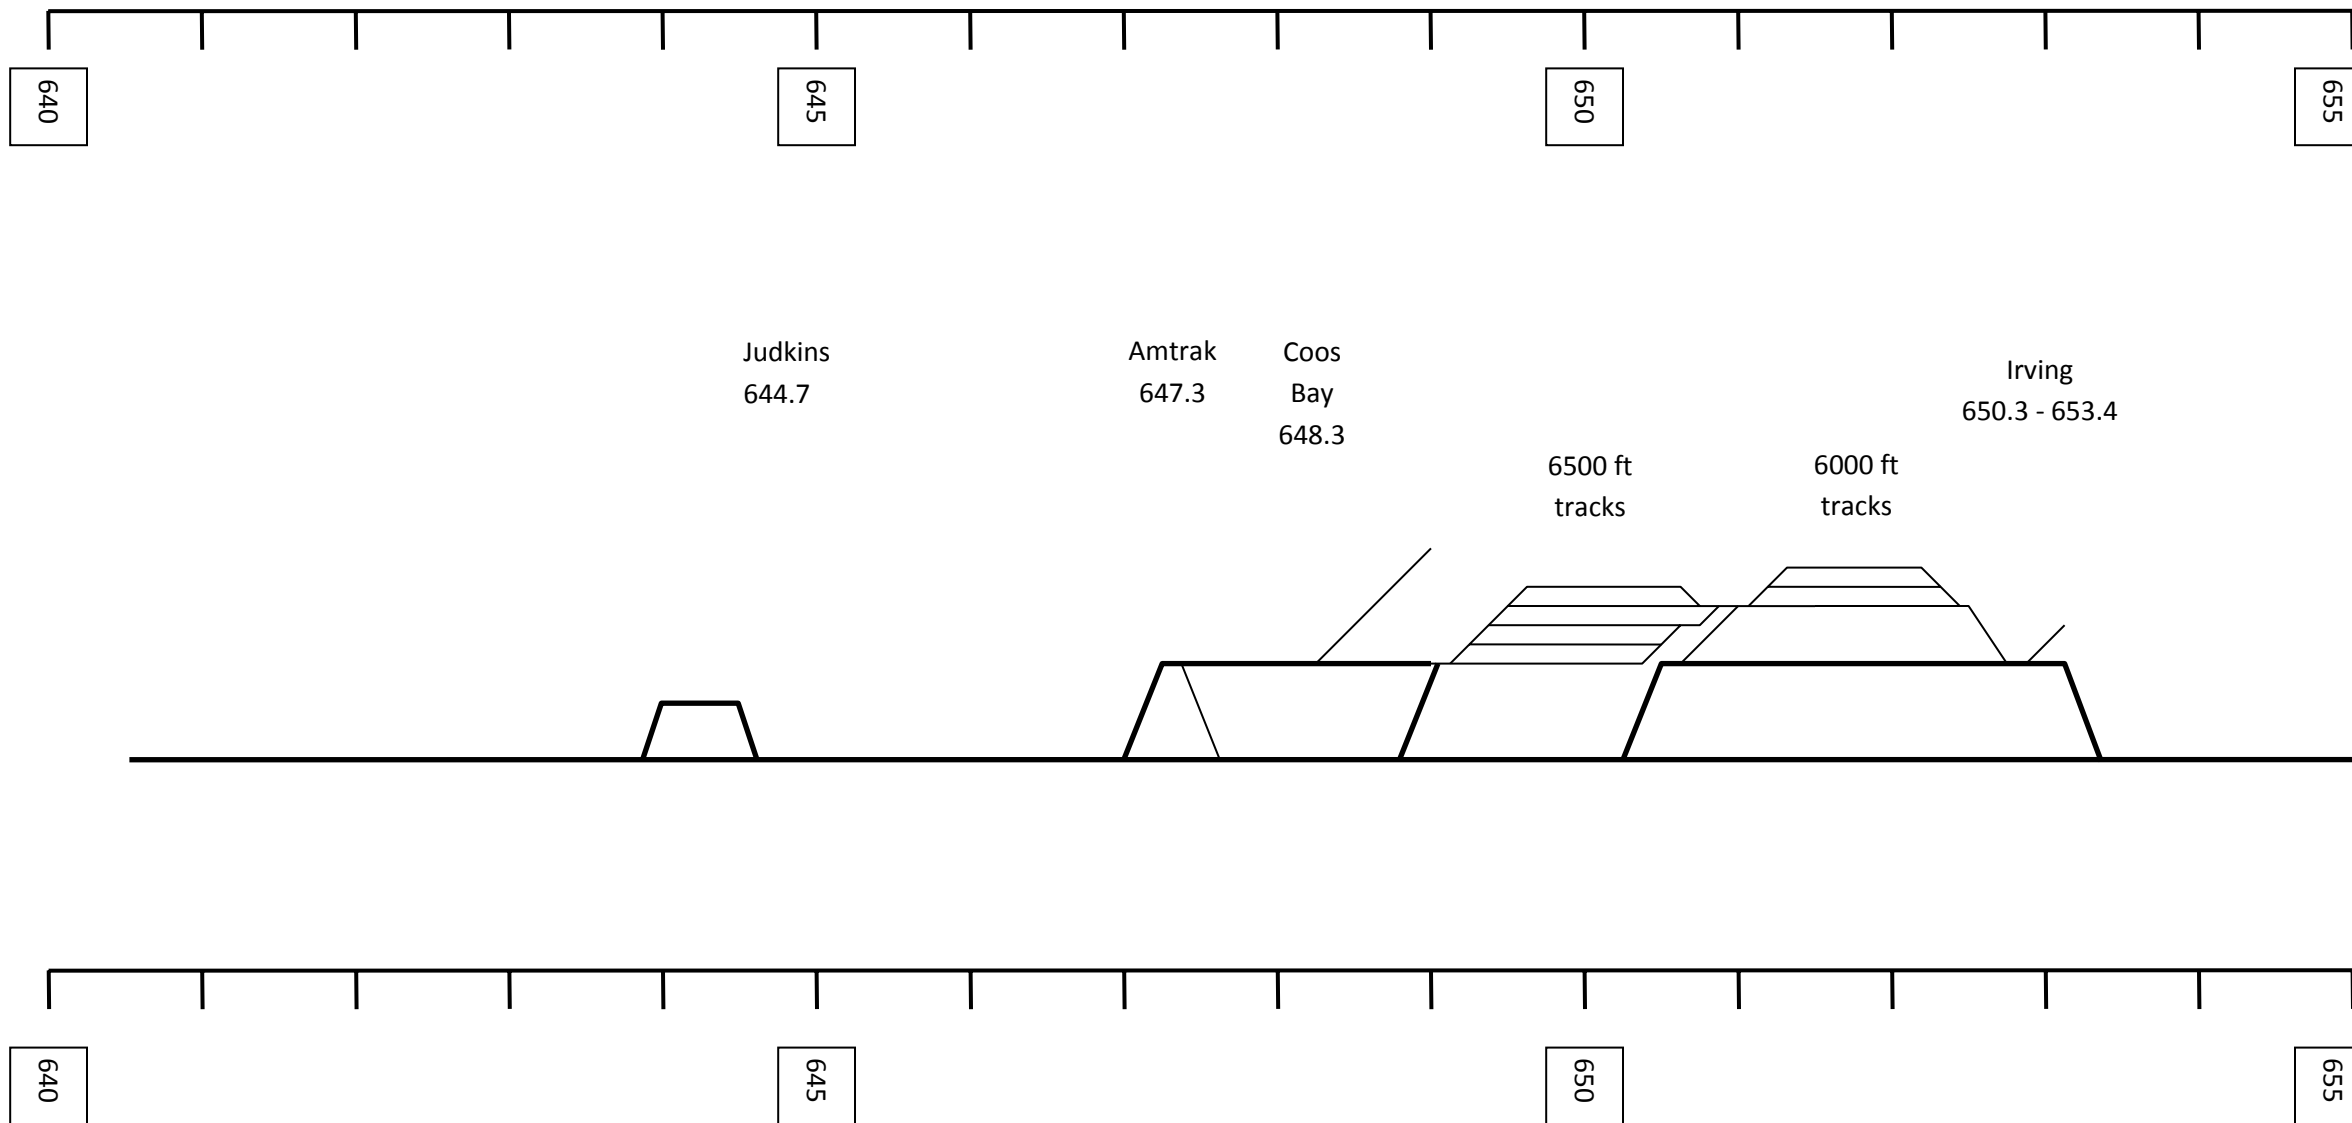 640
645
650
655
Judkins
644.7
Amtrak
647.3
Coos
Bay
648.3
Irving
650.3 - 653.4
6500 ft
tracks
6000 ft
tracks
640
645
650
655